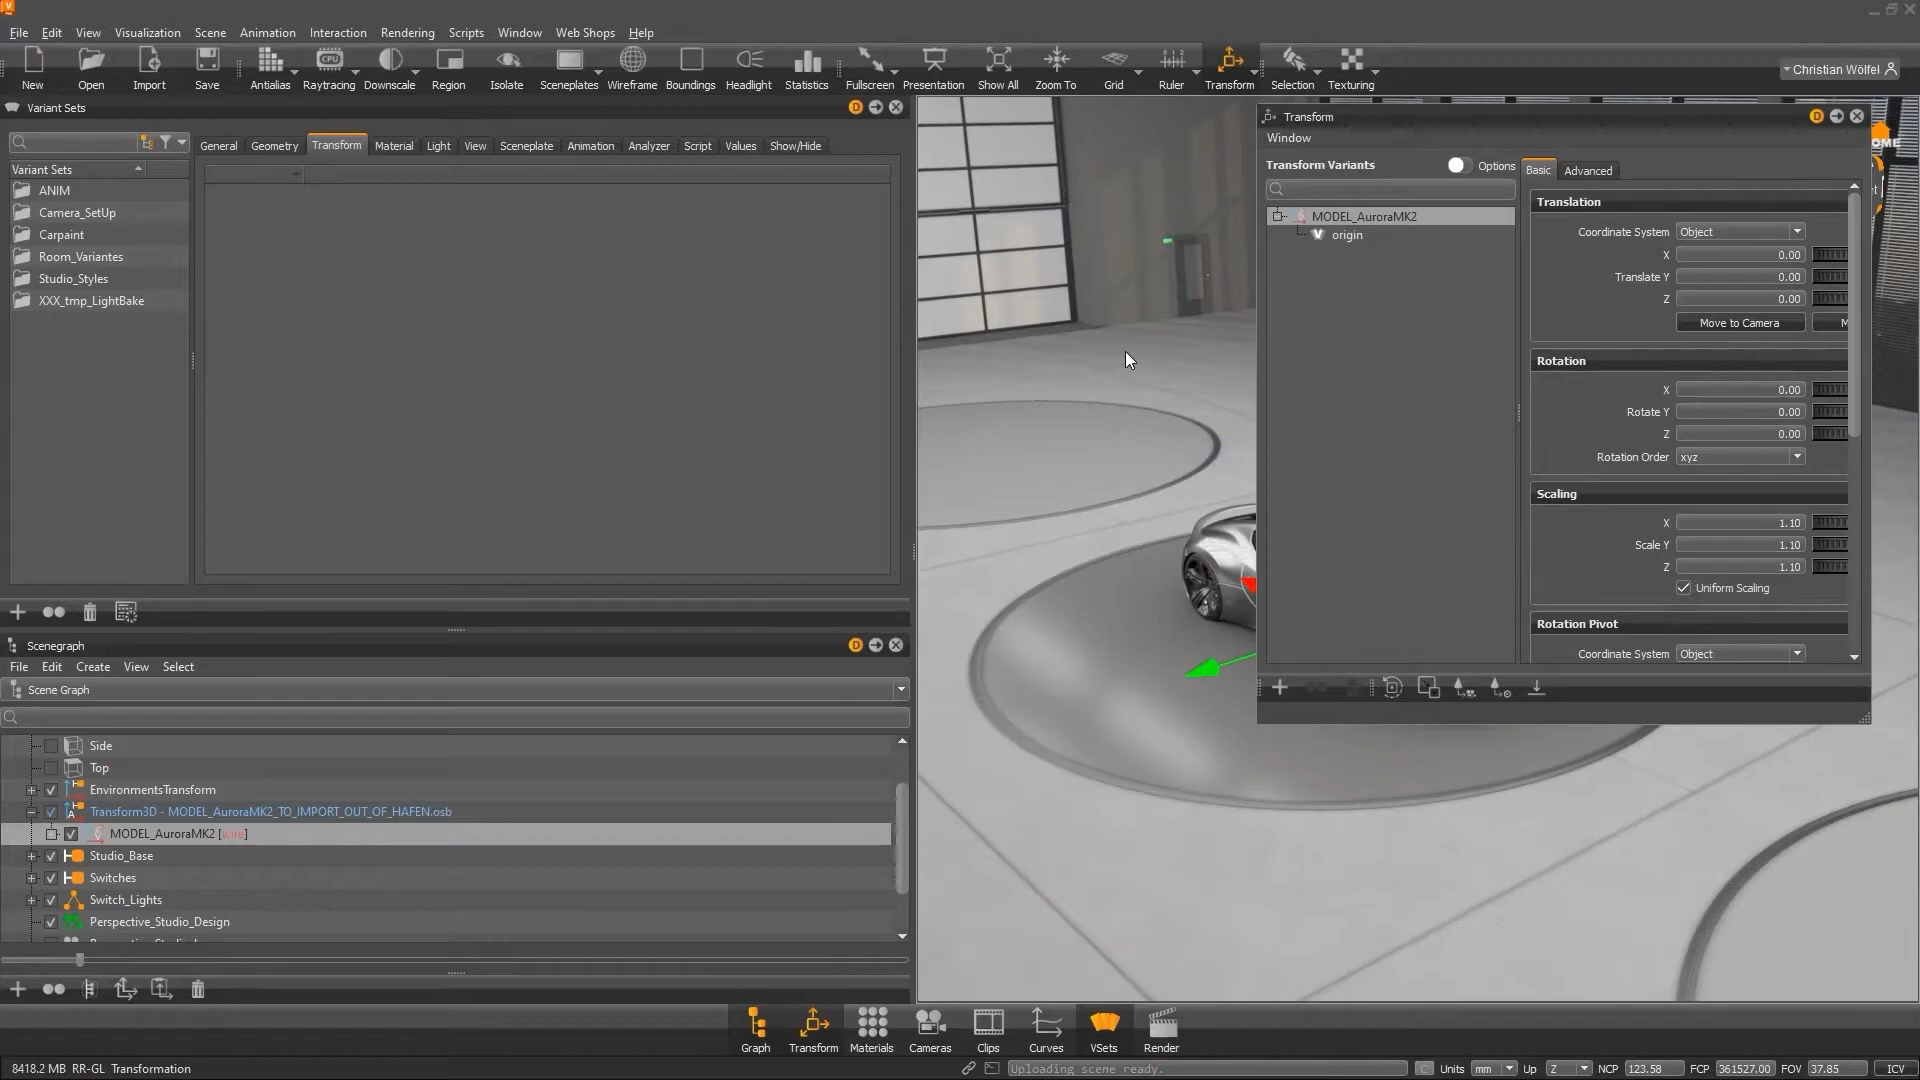 File Edit View Visualization Scene Animation Interaction Rendering Scripts Window Web Shops Help
New Open Import Save Antialias Raytracing Downscale Region Isolate Sceneplates Wireframe Boundings Headlight Statistics Fullscreen Presentation Show All Zoom To Grid Ruler Transform Selection Texturing
Christian Wölfel
Variant Sets
General Geometry Transform Material Light View Sceneplate Animation Analyzer Script Values Show/Hide
Variant Sets
ANIM
Camera_SetUp
Carpaint
Room_Variantes
Studio_Styles
XXX_tmp_LightBake
Scenegraph
File Edit Create View Select
Scene Graph
Side
Top
EnvironmentsTransform
Transform3D - MODEL_AuroraMK2_TO_IMPORT_OUT_OF_HAFEN.osb
MODEL_AuroraMK2 [wire]
Studio_Base
Switches
Switch_Lights
Perspective_Studio_Design
Transform
Window
Transform Variants
Options
MODEL_AuroraMK2
origin
Basic Advanced
Translation
Coordinate System Object
X 0.00
Translate Y 0.00
Z 0.00
Move to Camera M
Rotation
X 0.00
Rotate Y 0.00
Z 0.00
Rotation Order xyz
Scaling
X 1.10
Scale Y 1.10
Z 1.10
Uniform Scaling
Rotation Pivot
Coordinate System Object
Graph Transform Materials Cameras Clips Curves VSets Render
8418.2 MB RR-GL Transformation
Uploading scene ready.
C Units mm Up Z NCP 123.58 FCP 361527.00 FOV 37.85 ICV